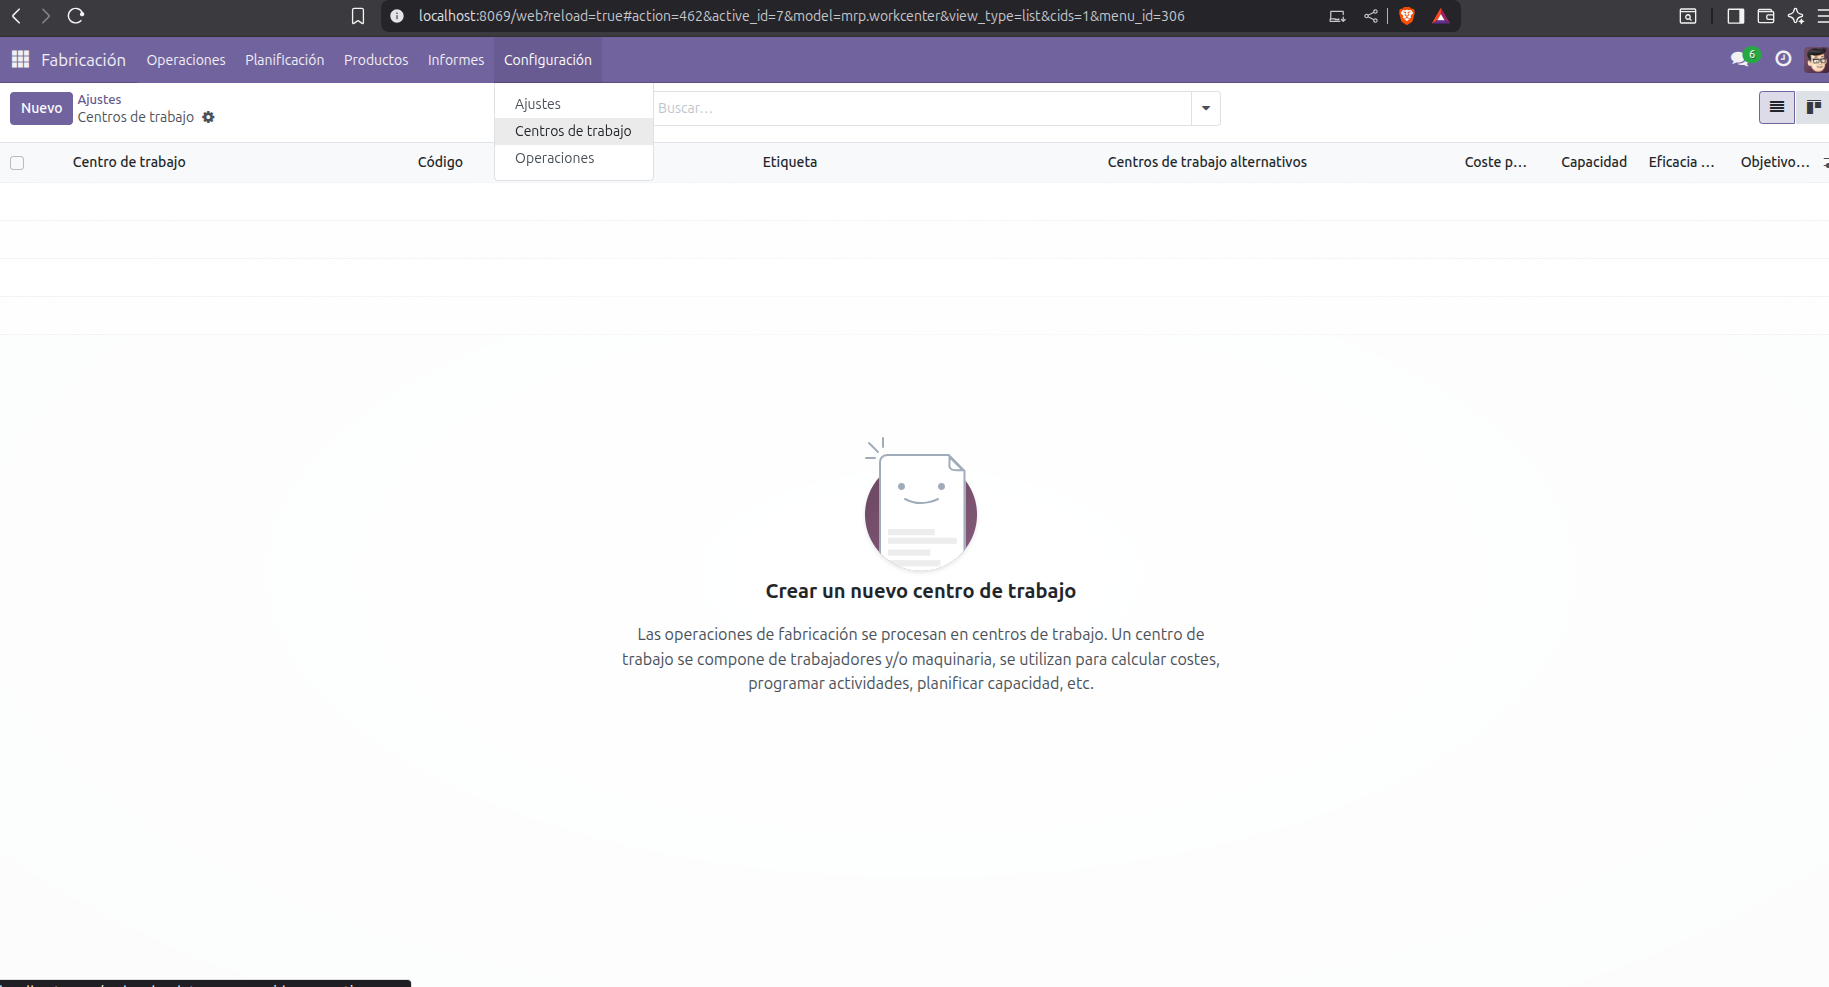 localhost:8069/web?reload=true#action=462&active_id=7&model=mrp.workcenter&view_type=list&cids=1&menu_id=306
Fabricación Operaciones Planificación Productos Informes Configuración 6
Nuevo
Ajustes
Centros de trabajo
Ajustes
Centros de trabajo
Operaciones
Buscar...
Centro de trabajo Código Etiqueta Centros de trabajo alternativos Coste p... Capacidad Eficacia ... Objetivo...
Crear un nuevo centro de trabajo
Las operaciones de fabricación se procesan en centros de trabajo. Un centro de
trabajo se compone de trabajadores y/o maquinaria, se utilizan para calcular costes,
programar actividades, planificar capacidad, etc.